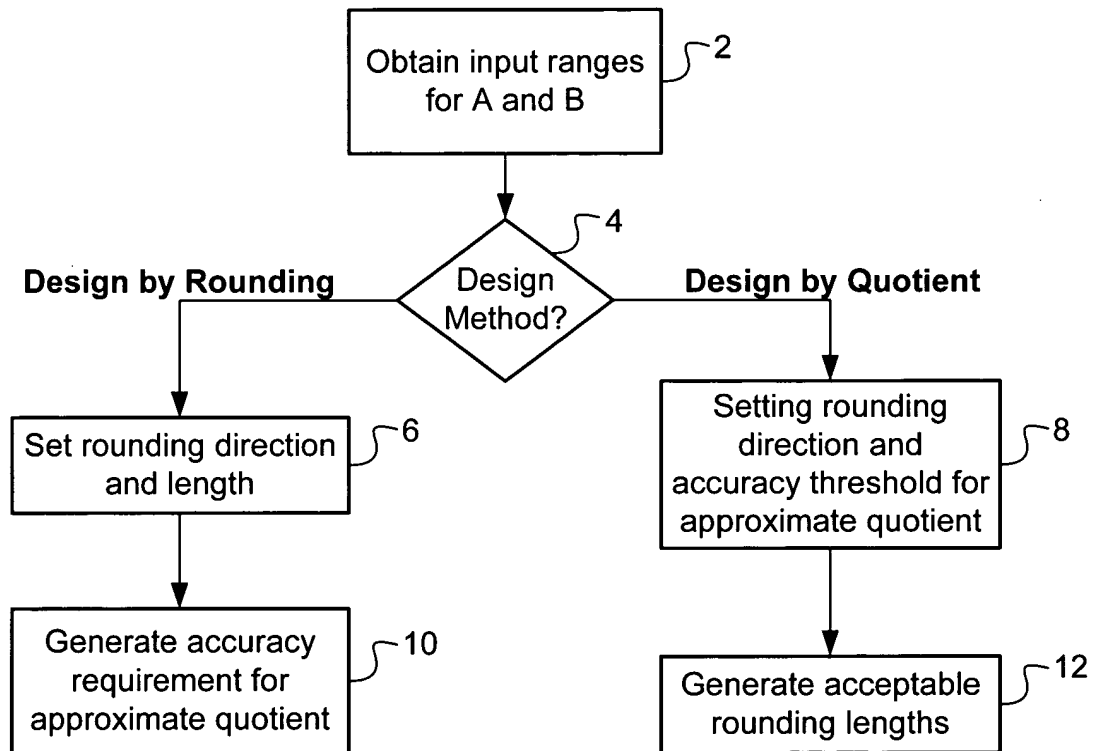 Obtain input ranges
for A and B
2
4
Design by Rounding
Design
Method?
Design by Quotient
Set rounding direction
and length
6
Setting rounding
direction and
accuracy threshold for
approximate quotient
8
Generate accuracy
requirement for
approximate quotient
10
Generate acceptable
rounding lengths
12